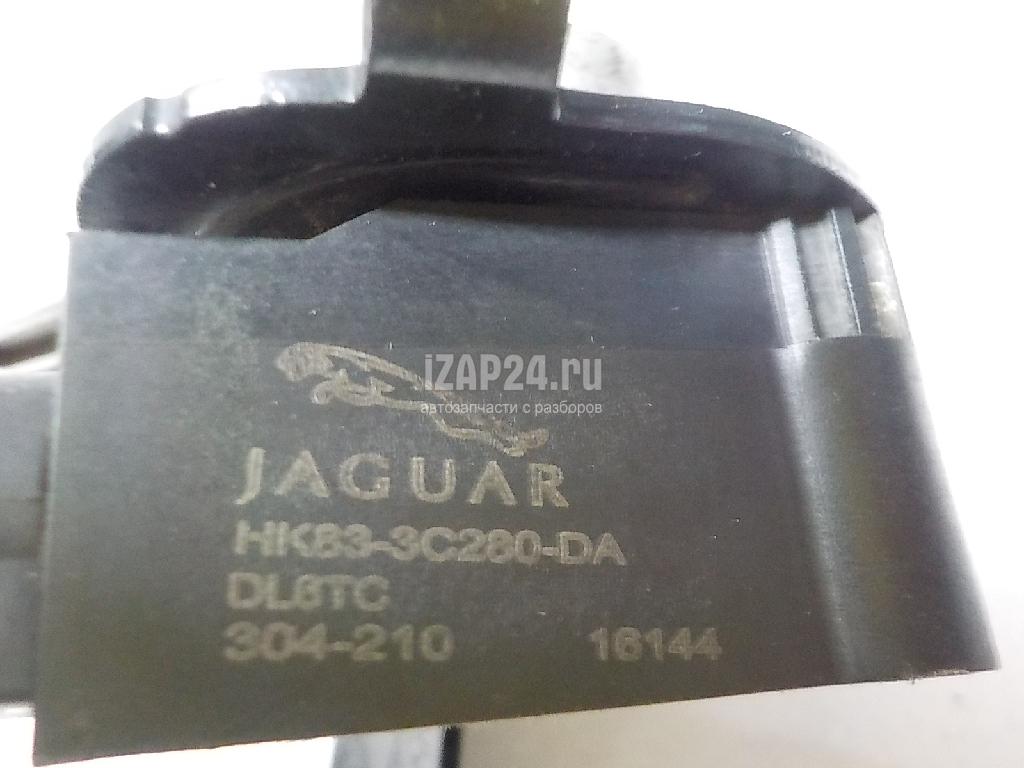 iZAP24.ru
автозапчасти с разборов
JAGUAR
HK83-3C280-DA
DL8TC
304-210 16144